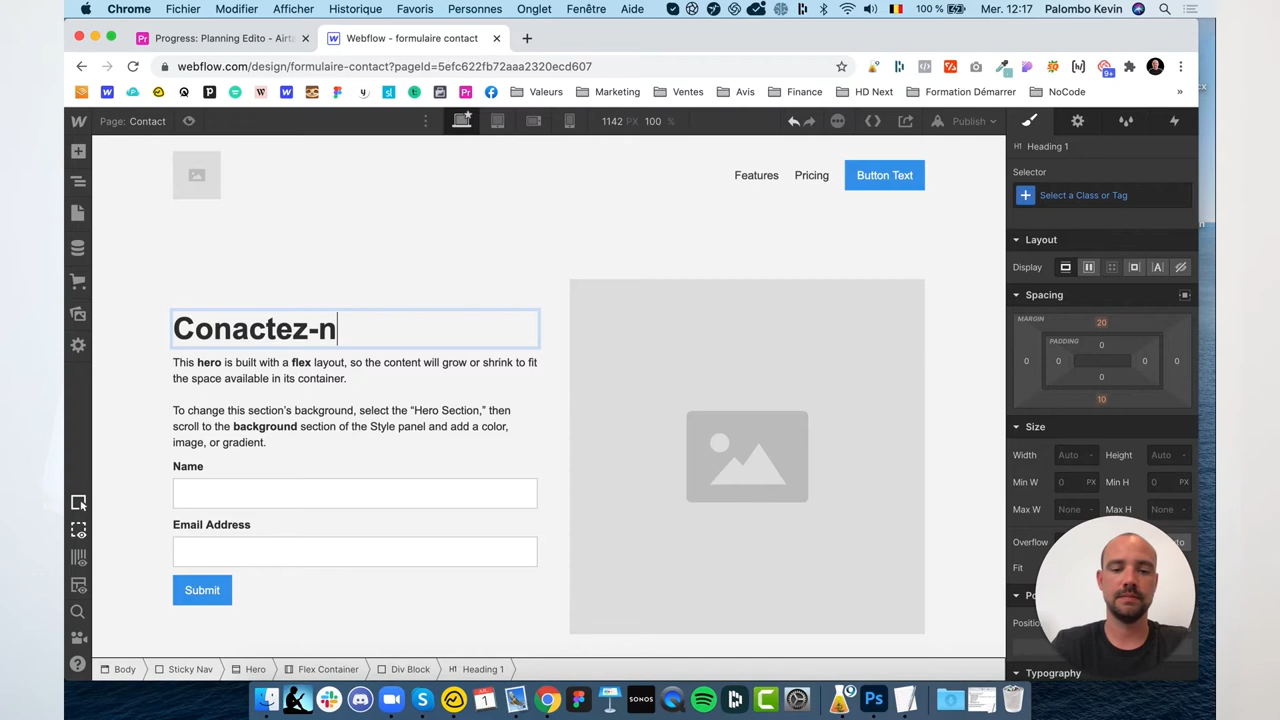 Chrome Fichier Modifier Afficher Historique Favoris Personnes Onglet Fenêtre Aide 100 % Mer. 12:17 Palombo Kevin
Progress: Planning Edito - Airta
Webflow - formulaire contact
webflow.com/design/formulaire-contact?pageId=5efc622fb72aaa2320ecd607
9+
Valeurs Marketing Ventes Avis Finance HD Next Formation Démarrer NoCode »
Page: Contact 1142 PX 100 % Publish
H1 Heading 1
Selector
Select a Class or Tag
Features Pricing Button Text
Layout
Display
Spacing
MARGIN 20
PADDING 0
0 0 0 0
0
10
Conactez-n
This hero is built with a flex layout, so the content will grow or shrink to fit
the space available in its container.
To change this section's background, select the “Hero Section,” then
scroll to the background section of the Style panel and add a color,
image, or gradient.
Name
Email Address
Submit
Size
Width Auto - Height Auto -
Min W 0 PX Min H 0 PX
Max W None - Max H None -
Overflow
Fit
Typography
Body Sticky Nav Hero Flex Container Div Block H1 Heading 1
SONOS